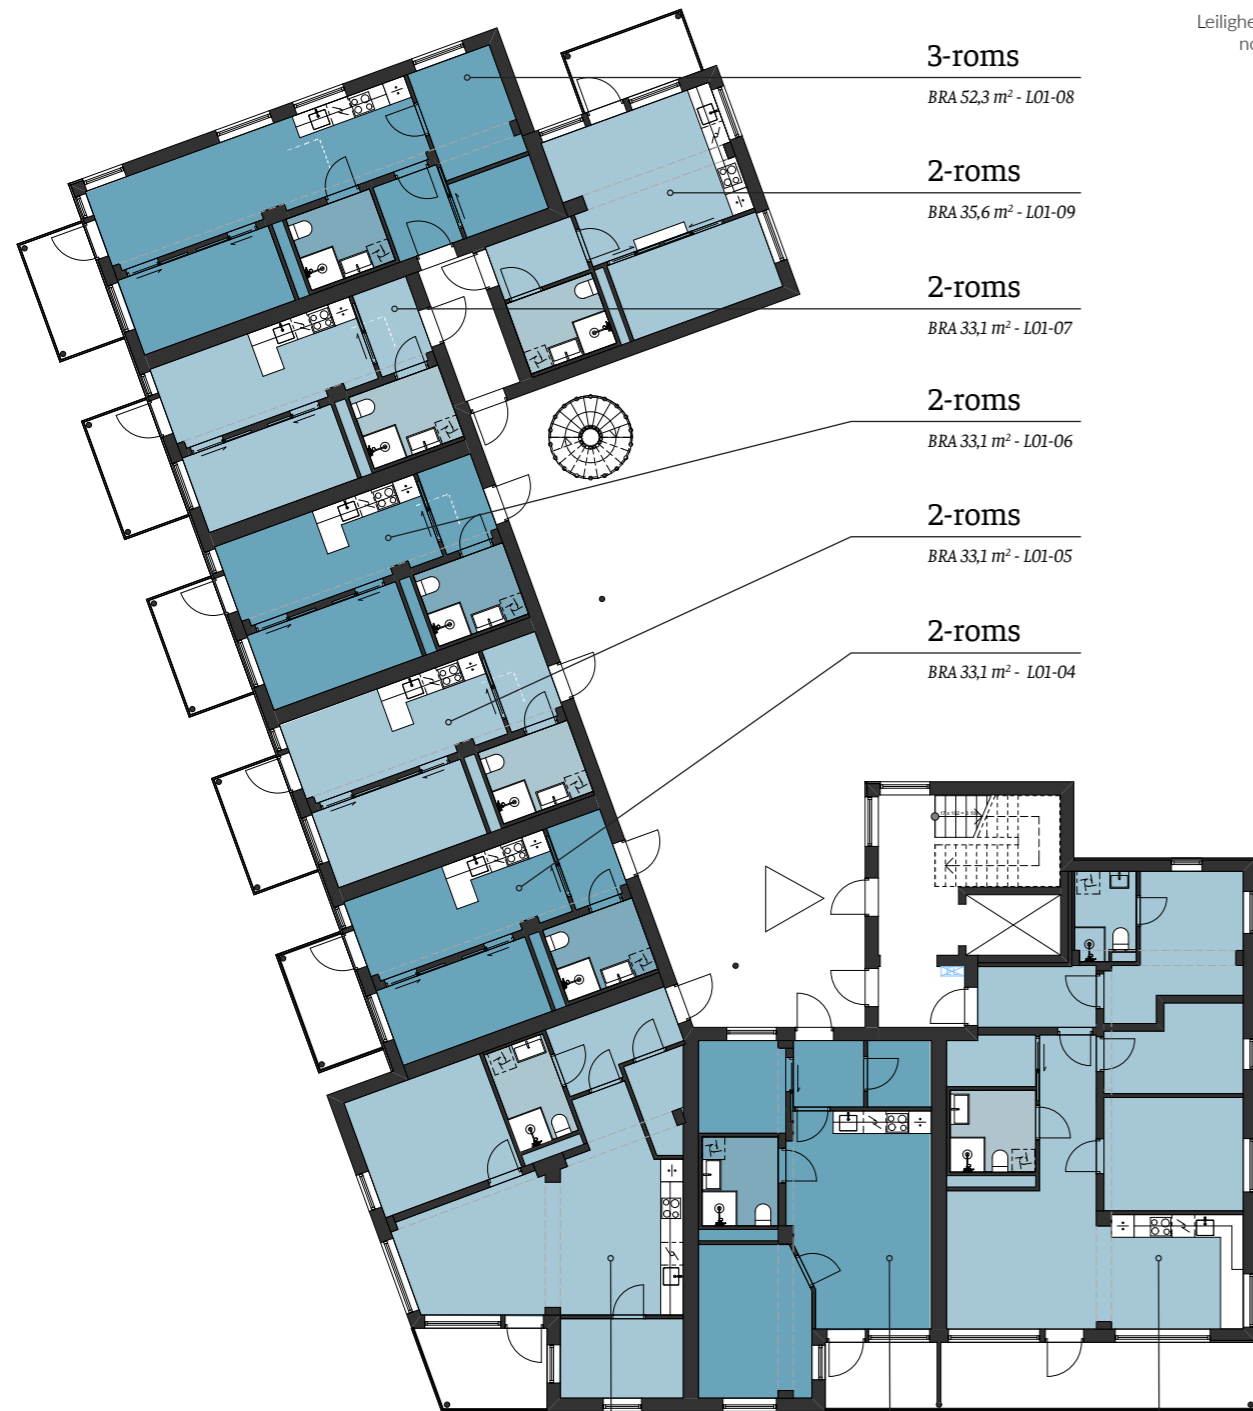 Leilighe
no
3-roms
BRA 52,3 m² - L01-08
2-roms
BRA 35,6 m² - L01-09
2-roms
BRA 33,1 m² - L01-07
2-roms
BRA 33,1 m² - L01-06
2-roms
BRA 33,1 m² - L01-05
2-roms
BRA 33,1 m² - L01-04